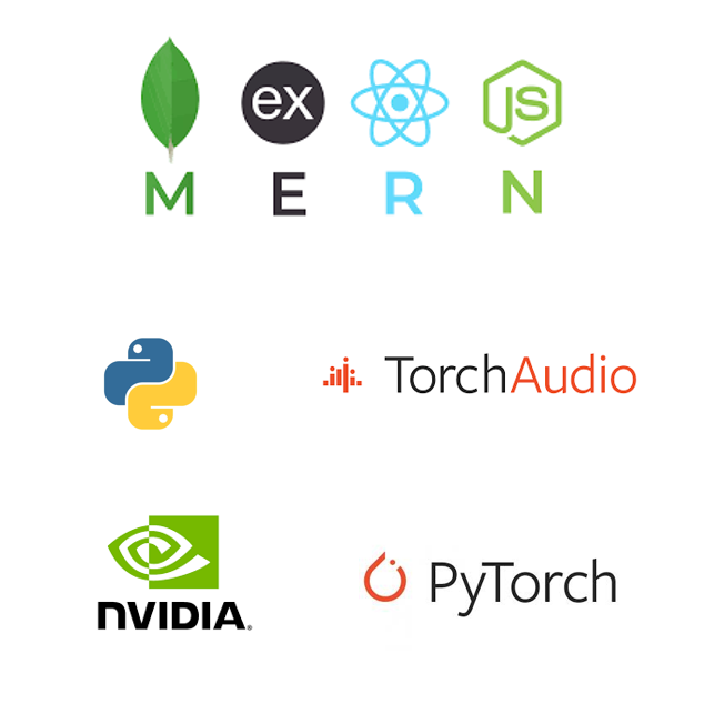 ex JS
M E R N
TorchAudio
NVIDIA®
PyTorch